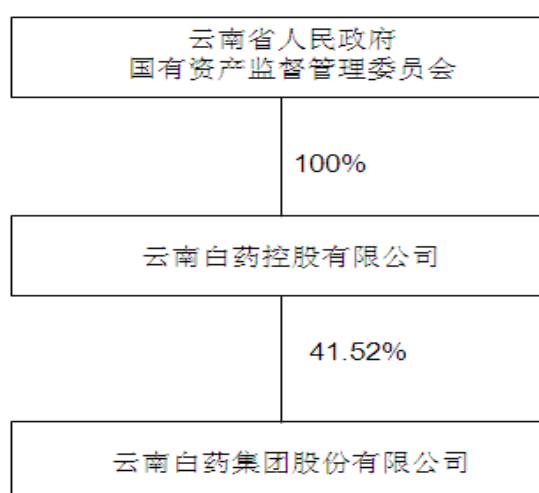 云南省人民政府
国有资产监督管理委员会
100%
云南白药控股有限公司
41.52%
云南白药集团股份有限公司